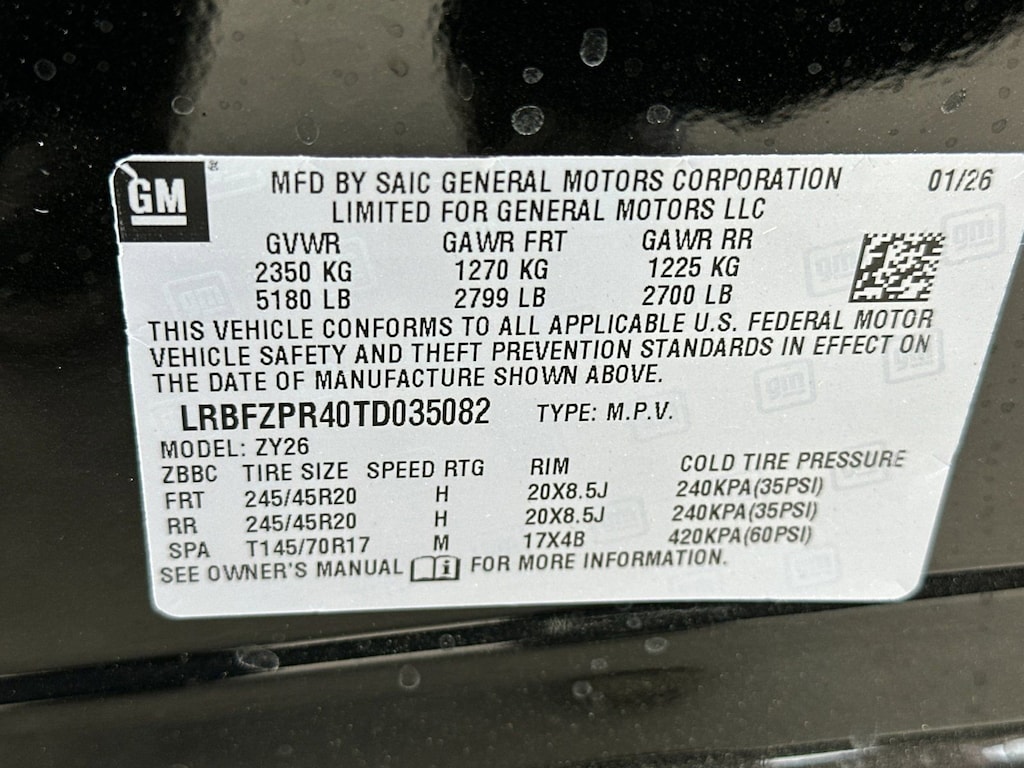 GM
MFD BY SAIC GENERAL MOTORS CORPORATION 01/26
LIMITED FOR GENERAL MOTORS LLC
GVWR GAWR FRT GAWR RR
2350 KG 1270 KG 1225 KG
5180 LB 2799 LB 2700 LB
THIS VEHICLE CONFORMS TO ALL APPLICABLE U.S. FEDERAL MOTOR
VEHICLE SAFETY AND THEFT PREVENTION STANDARDS IN EFFECT ON
THE DATE OF MANUFACTURE SHOWN ABOVE.
LRBFZPR40TD035082 TYPE: M.P.V.
MODEL: ZY26
ZBBC TIRE SIZE SPEED RTG RIM COLD TIRE PRESSURE
FRT 245/45R20 H 20X8.5J 240KPA(35PSI)
RR 245/45R20 H 20X8.5J 240KPA(35PSI)
SPA T145/70R17 M 17X4B 420KPA(60PSI)
SEE OWNER'S MANUAL i FOR MORE INFORMATION.